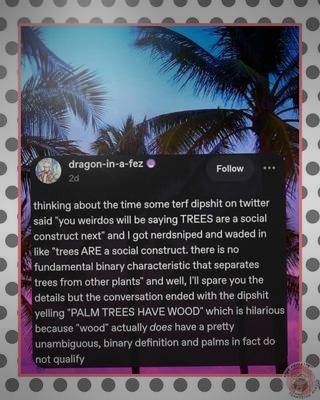 dragon-in-a-fez
Follow
2d
thinking about the time some terf dipshit on twitter
said "you weirdos will be saying TREES are a social
construct next" and I got nerdsniped and waded in
like "trees ARE a social construct. there is no
fundamental binary characteristic that separates
trees from other plants" and well, I'll spare you the
details but the conversation ended with the dipshit
yelling "PALM TREES HAVE WOOD" which is hilarious
because "wood" actually does have a pretty
unambiguous, binary definition and palms in fact do
not qualify